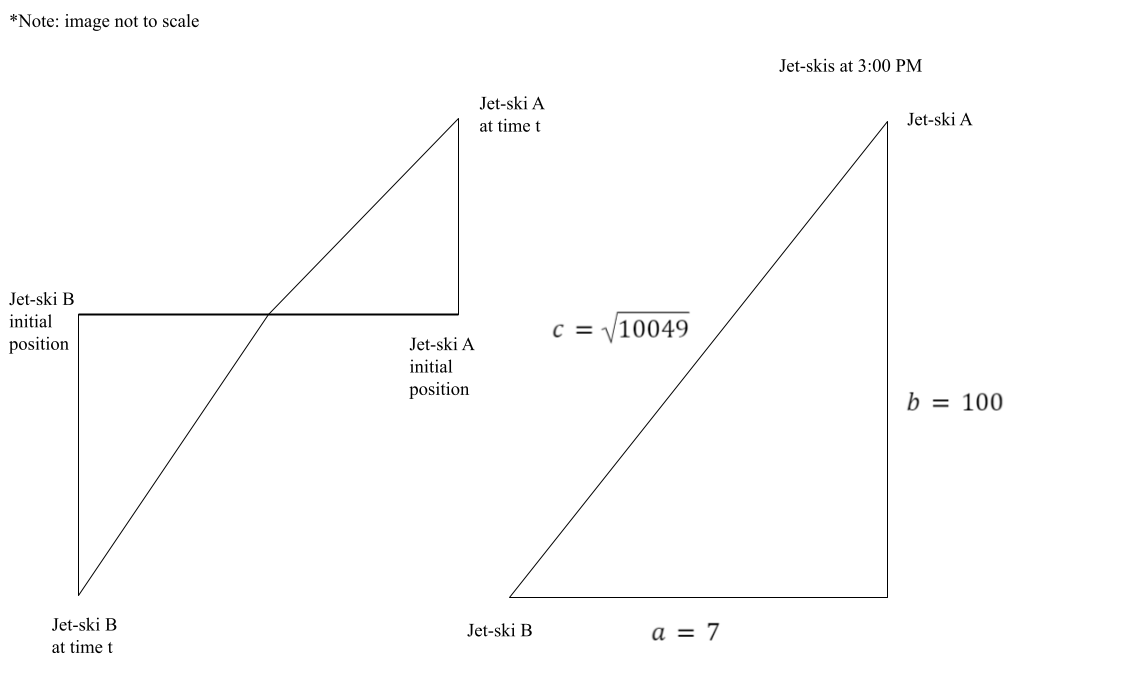 *Note: image not to scale
Jet-skis at 3:00 PM
Jet-ski A
at time t
Jet-ski A
Jet-ski B
initial
position
Jet-ski A
initial
position
c = √10049
b = 100
Jet-ski B
at time t
Jet-ski B
a = 7